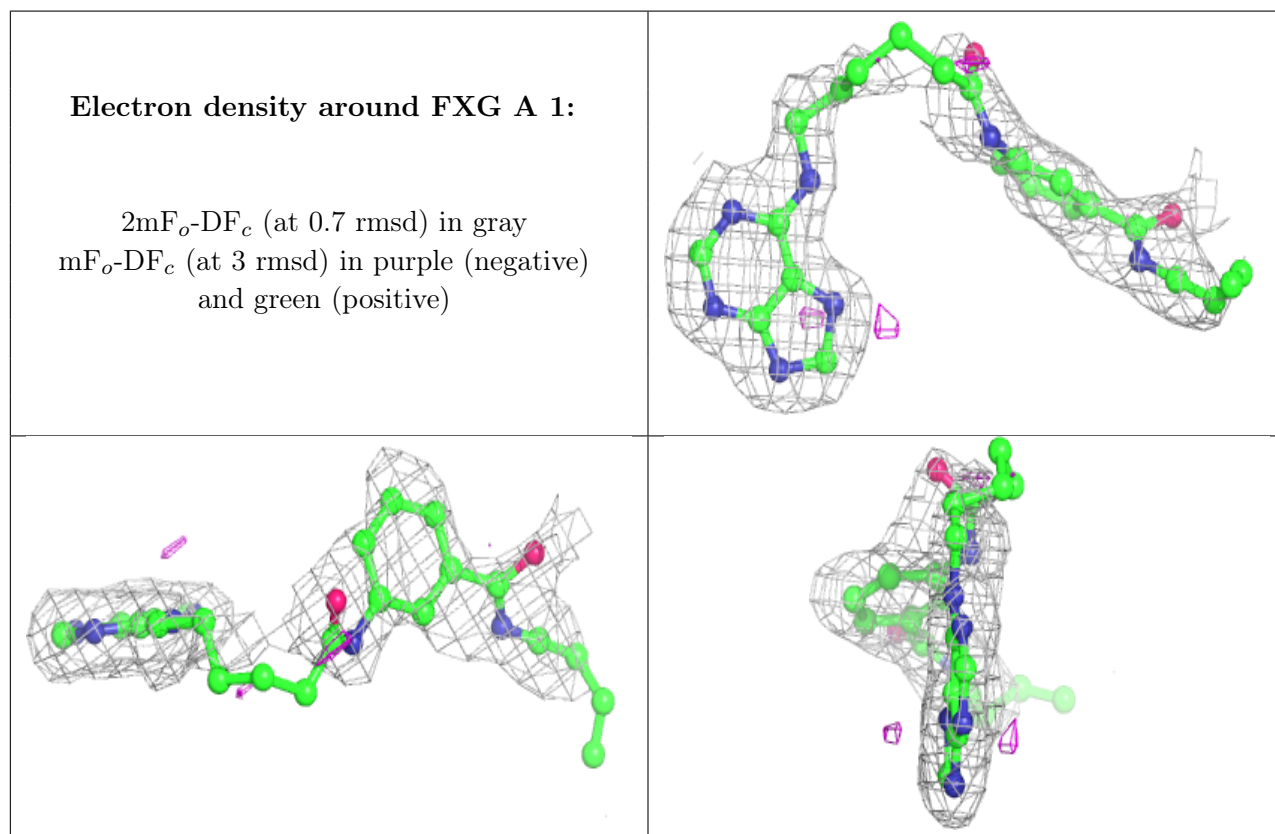 Electron density around FXG A 1:
2mFo-DFc (at 0.7 rmsd) in gray
mFo-DFc (at 3 rmsd) in purple (negative)
and green (positive)